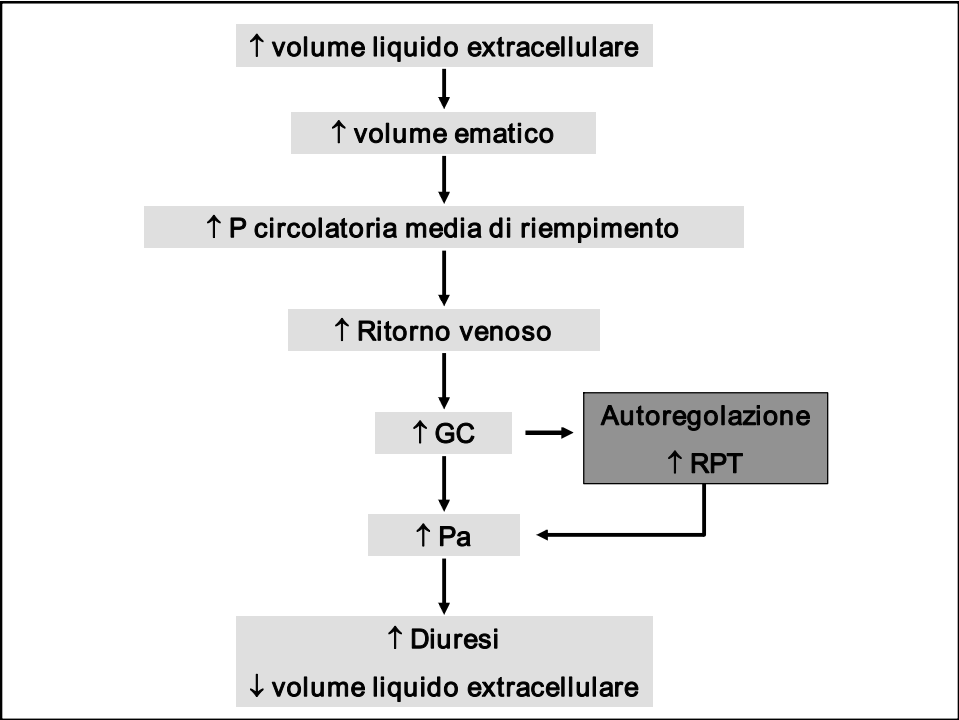 ↑ volume liquido extracellulare
↑ volume ematico
↑ P circolatoria media di riempimento
↑ Ritorno venoso
↑ GC
Autoregolazione
↑ RPT
↑ Pa
↑ Diuresi
↓ volume liquido extracellulare